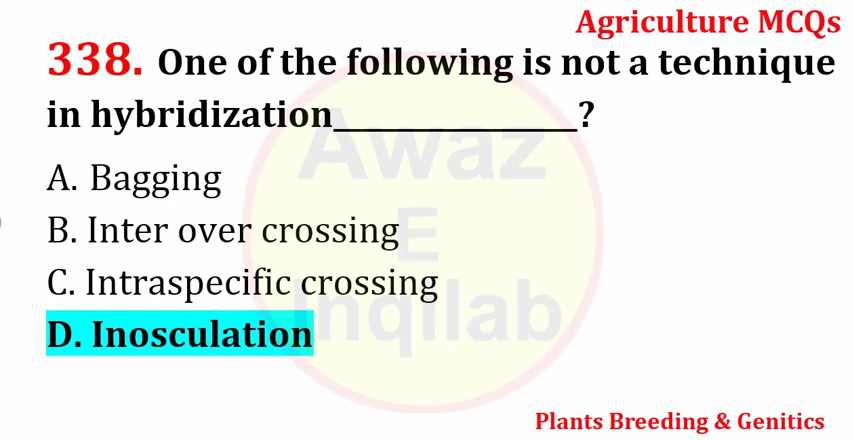 Agriculture MCQs
338. One of the following is not a technique
in hybridization_________________?
A. Bagging
B. Inter over crossing
C. Intraspecific crossing
D. Inosculation
Awaz
E
Inqilab
Plants Breeding & Genitics